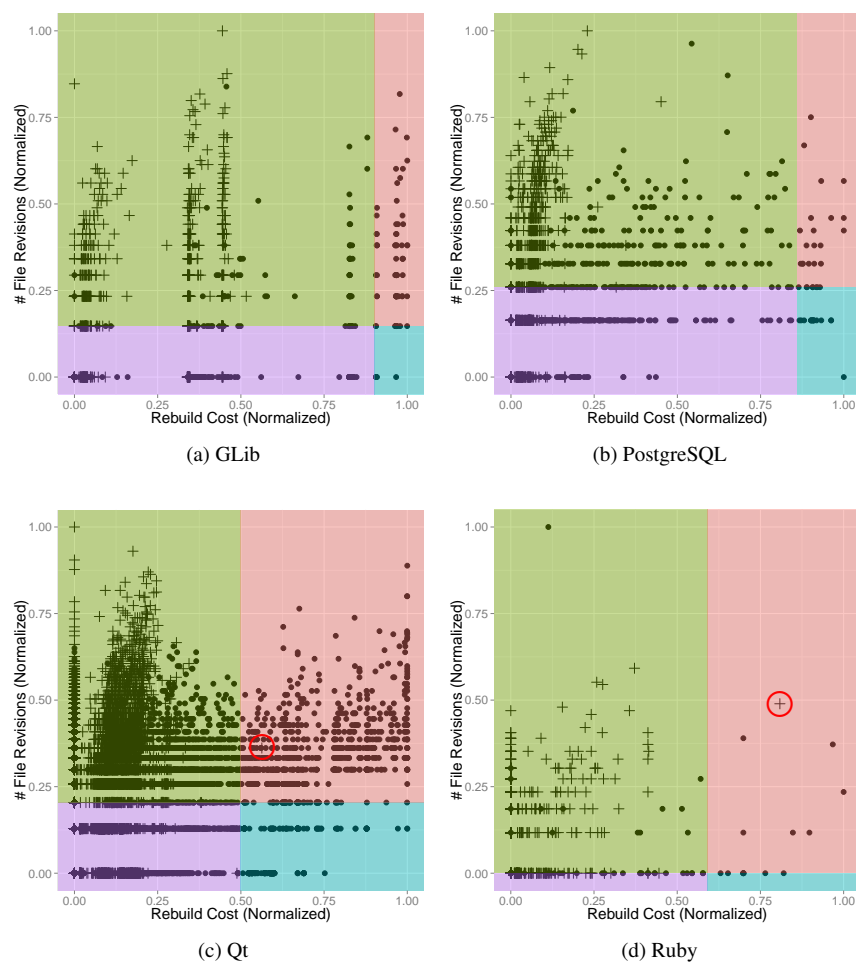 1.00
0.75
0.50
0.25
0.00
# File Revisions (Normalized)
0.00 0.25 0.50 0.75 1.00
Rebuild Cost (Normalized)
(a) GLib
1.00
0.75
0.50
0.25
0.00
# File Revisions (Normalized)
0.00 0.25 0.50 0.75 1.00
Rebuild Cost (Normalized)
(b) PostgreSQL
1.00
0.75
0.50
0.25
0.00
# File Revisions (Normalized)
0.00 0.25 0.50 0.75 1.00
Rebuild Cost (Normalized)
(c) Qt
1.00
0.75
0.50
0.25
0.00
# File Revisions (Normalized)
0.00 0.25 0.50 0.75 1.00
Rebuild Cost (Normalized)
(d) Ruby